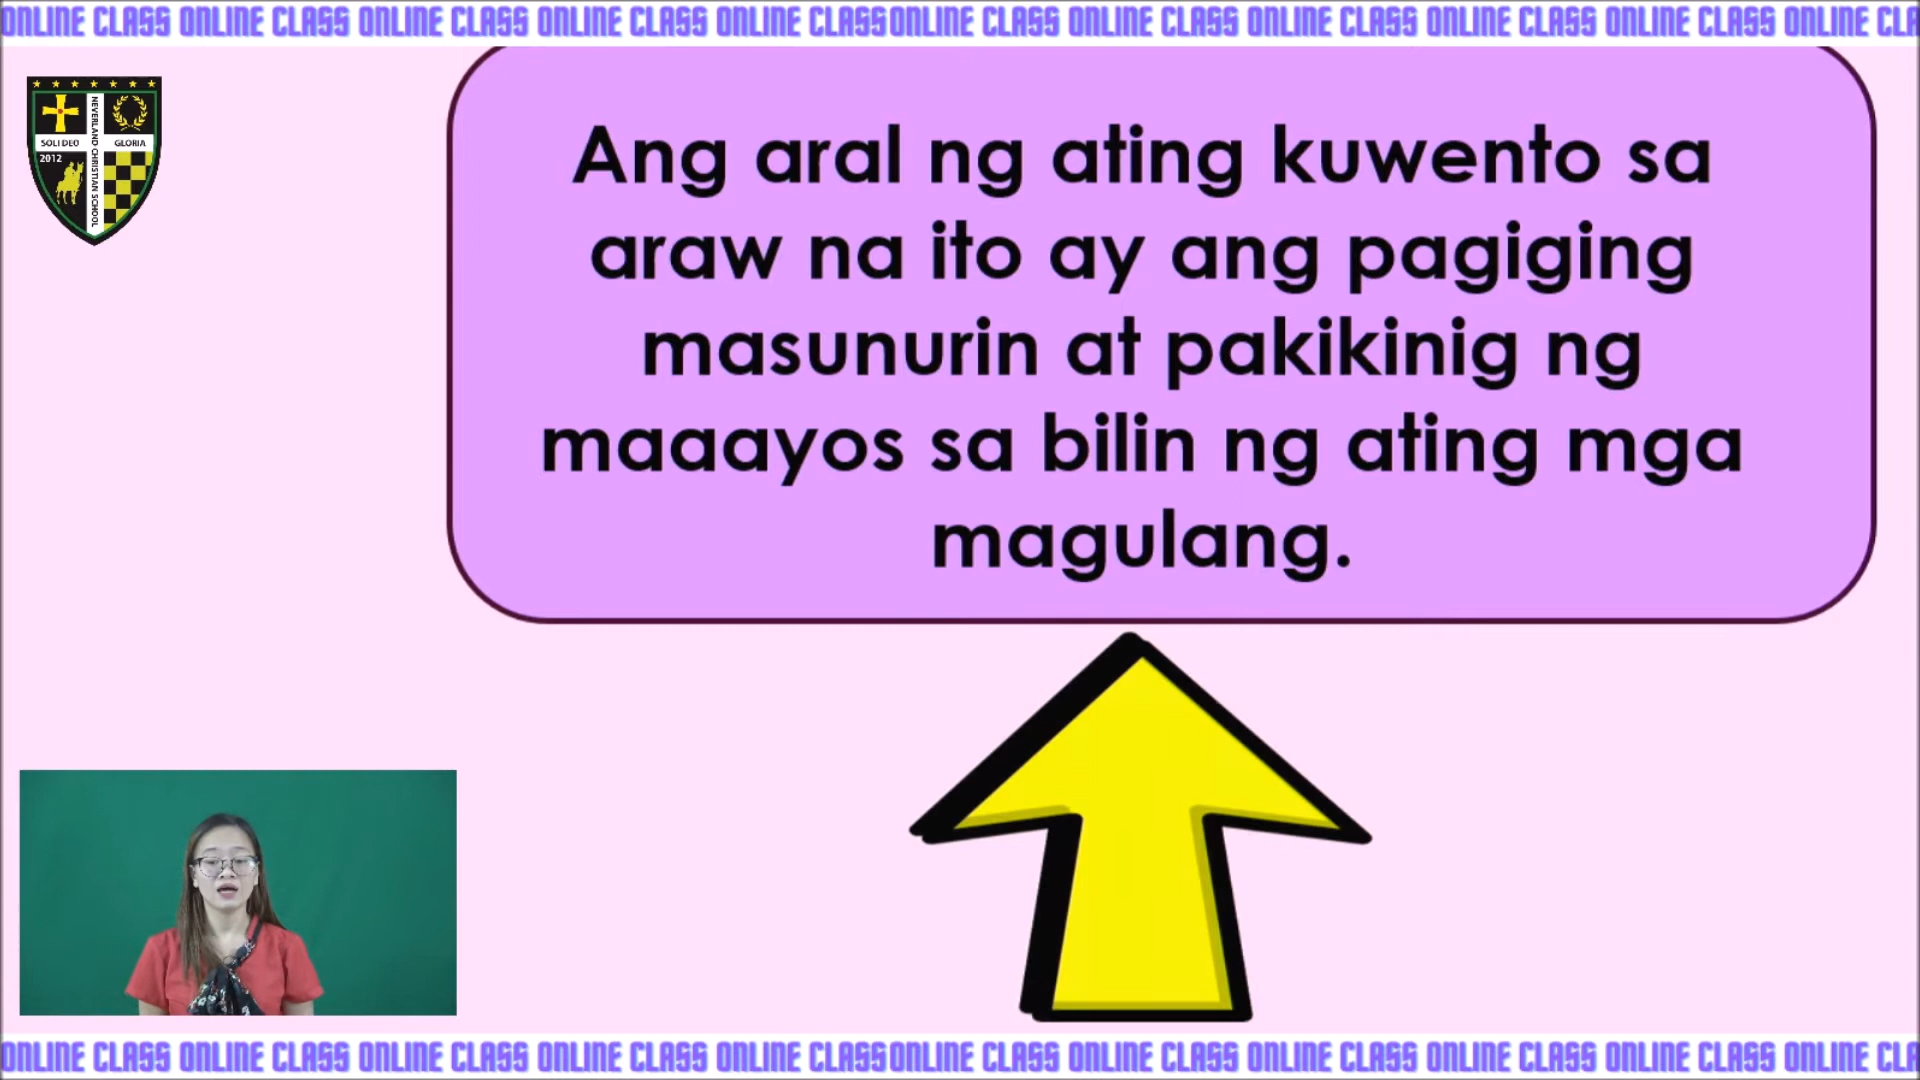 ONLINE CLASS ONLINE CLASS ONLINE CLASS ONLINE CLASS ONLINE CLASS ONLINE CLASS ONLINE CLASS ONLINE CLASS ONLINE CLASS ONLINE CLASS ONLINE CLA
SOLI DEO GLORIA
2012
NEVERLAND CHRISTIAN SCHOOL
Ang aral ng ating kuwento sa
araw na ito ay ang pagiging
masunurin at pakikinig ng
maaayos sa bilin ng ating mga
magulang.
ONLINE CLASS ONLINE CLASS ONLINE CLASS ONLINE CLASS ONLINE CLASS ONLINE CLASS ONLINE CLASS ONLINE CLASS ONLINE CLASS ONLINE CLASS ONLINE CLA